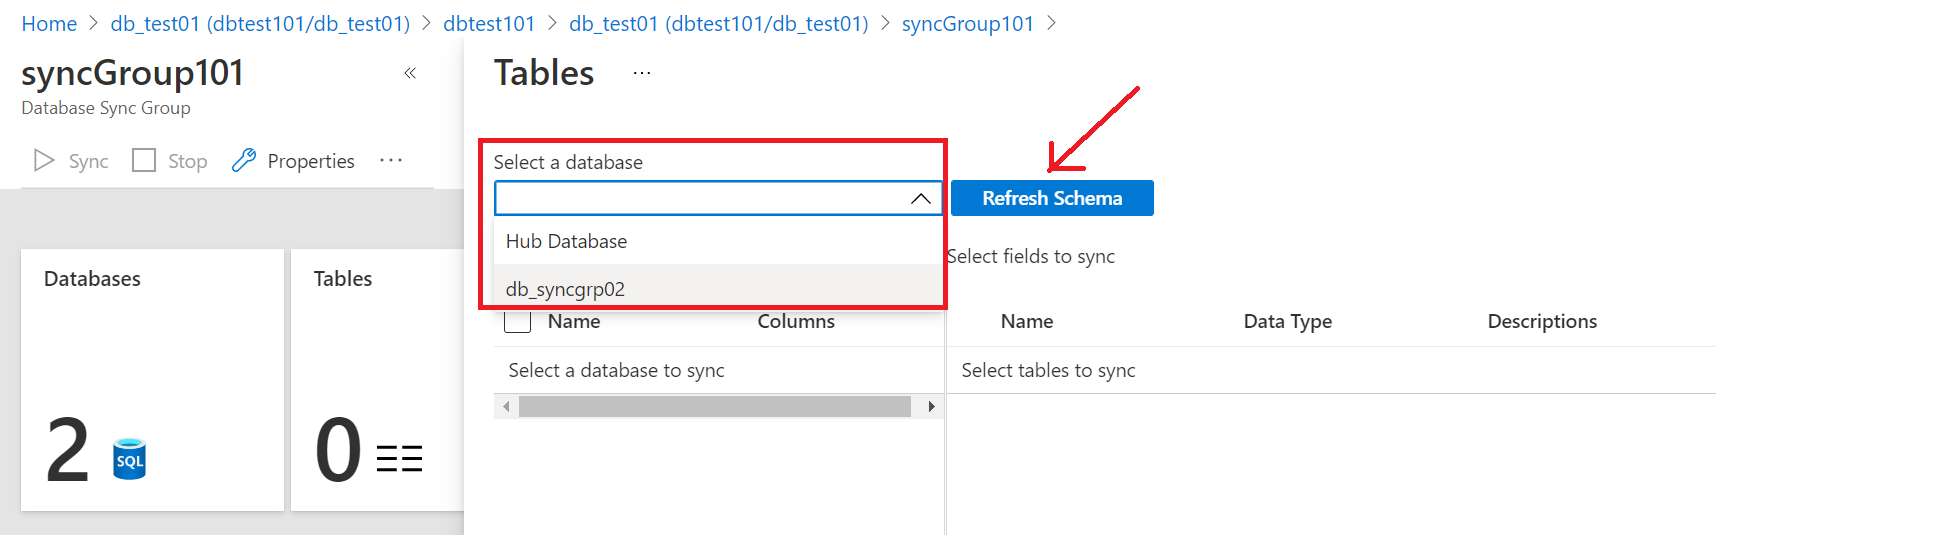 Home > db_test01 (dbtest101/db_test01) > dbtest101 > db_test01 (dbtest101/db_test01) > syncGroup101 >
syncGroup101 «
Database Sync Group
Sync Stop Properties ···
Databases
2
SQL
Tables
0
Tables ···
Select a database
Refresh Schema
Hub Database
db_syncgrp02
Select fields to sync
Name Columns
Select a database to sync
Name Data Type Descriptions
Select tables to sync